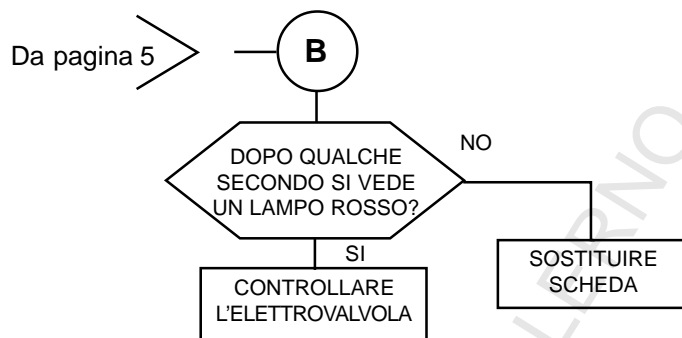 Da pagina 5
B
DOPO QUALCHE
SECONDO SI VEDE
UN LAMPO ROSSO?
NO
SI
SOSTITUIRE
SCHEDA
CONTROLLARE
L'ELETTROVALVOLA